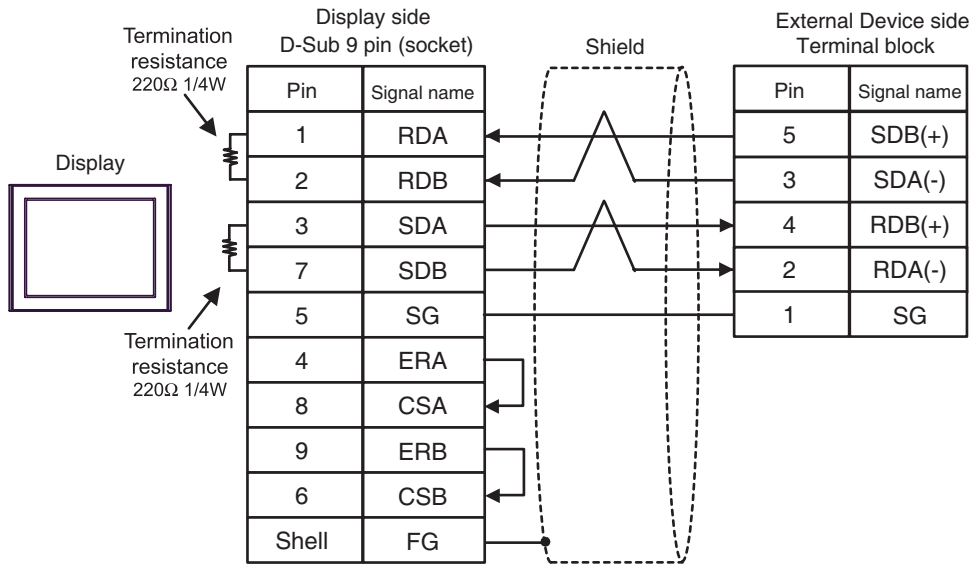 Display side
D-Sub 9 pin (socket)
Shield
External Device side
Terminal block
Termination
resistance
220Ω 1/4W
Display
Termination
resistance
220Ω 1/4W
Pin Signal name
1 RDA
2 RDB
3 SDA
7 SDB
5 SG
4 ERA
8 CSA
9 ERB
6 CSB
Shell FG
Pin Signal name
5 SDB(+)
3 SDA(-)
4 RDB(+)
2 RDA(-)
1 SG